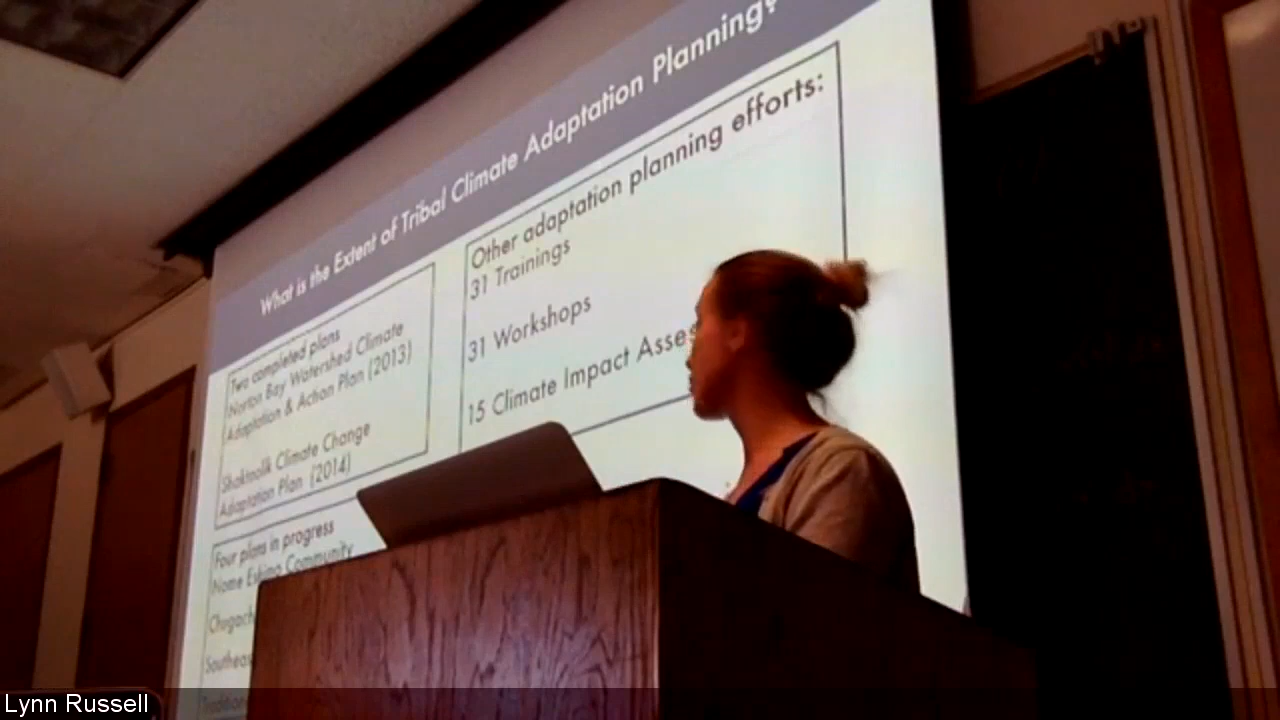 What is the Extent of Tribal Climate Adaptation Planning?
Two completed plans
Norton Bay Watershed Climate
Adaptation & Action Plan (2013)
Shaktoolik Climate Change
Adaptation Plan (2014)
Four plans in progress
Nome Eskimo Community
Other adaptation planning efforts:
31 Trainings
31 Workshops
15 Climate Impact
Lynn Russell